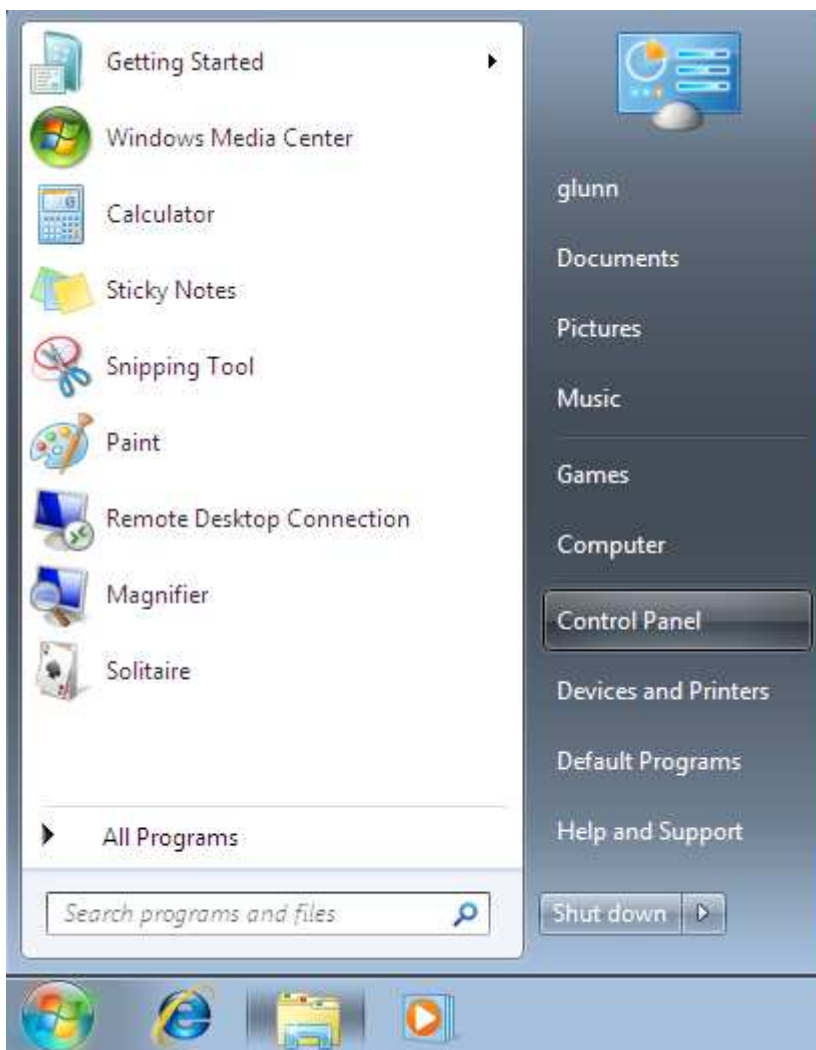 Getting Started
Windows Media Center
Calculator
Sticky Notes
Snipping Tool
Paint
Remote Desktop Connection
Magnifier
Solitaire
All Programs
Search programs and files
glunn
Documents
Pictures
Music
Games
Computer
Control Panel
Devices and Printers
Default Programs
Help and Support
Shut down